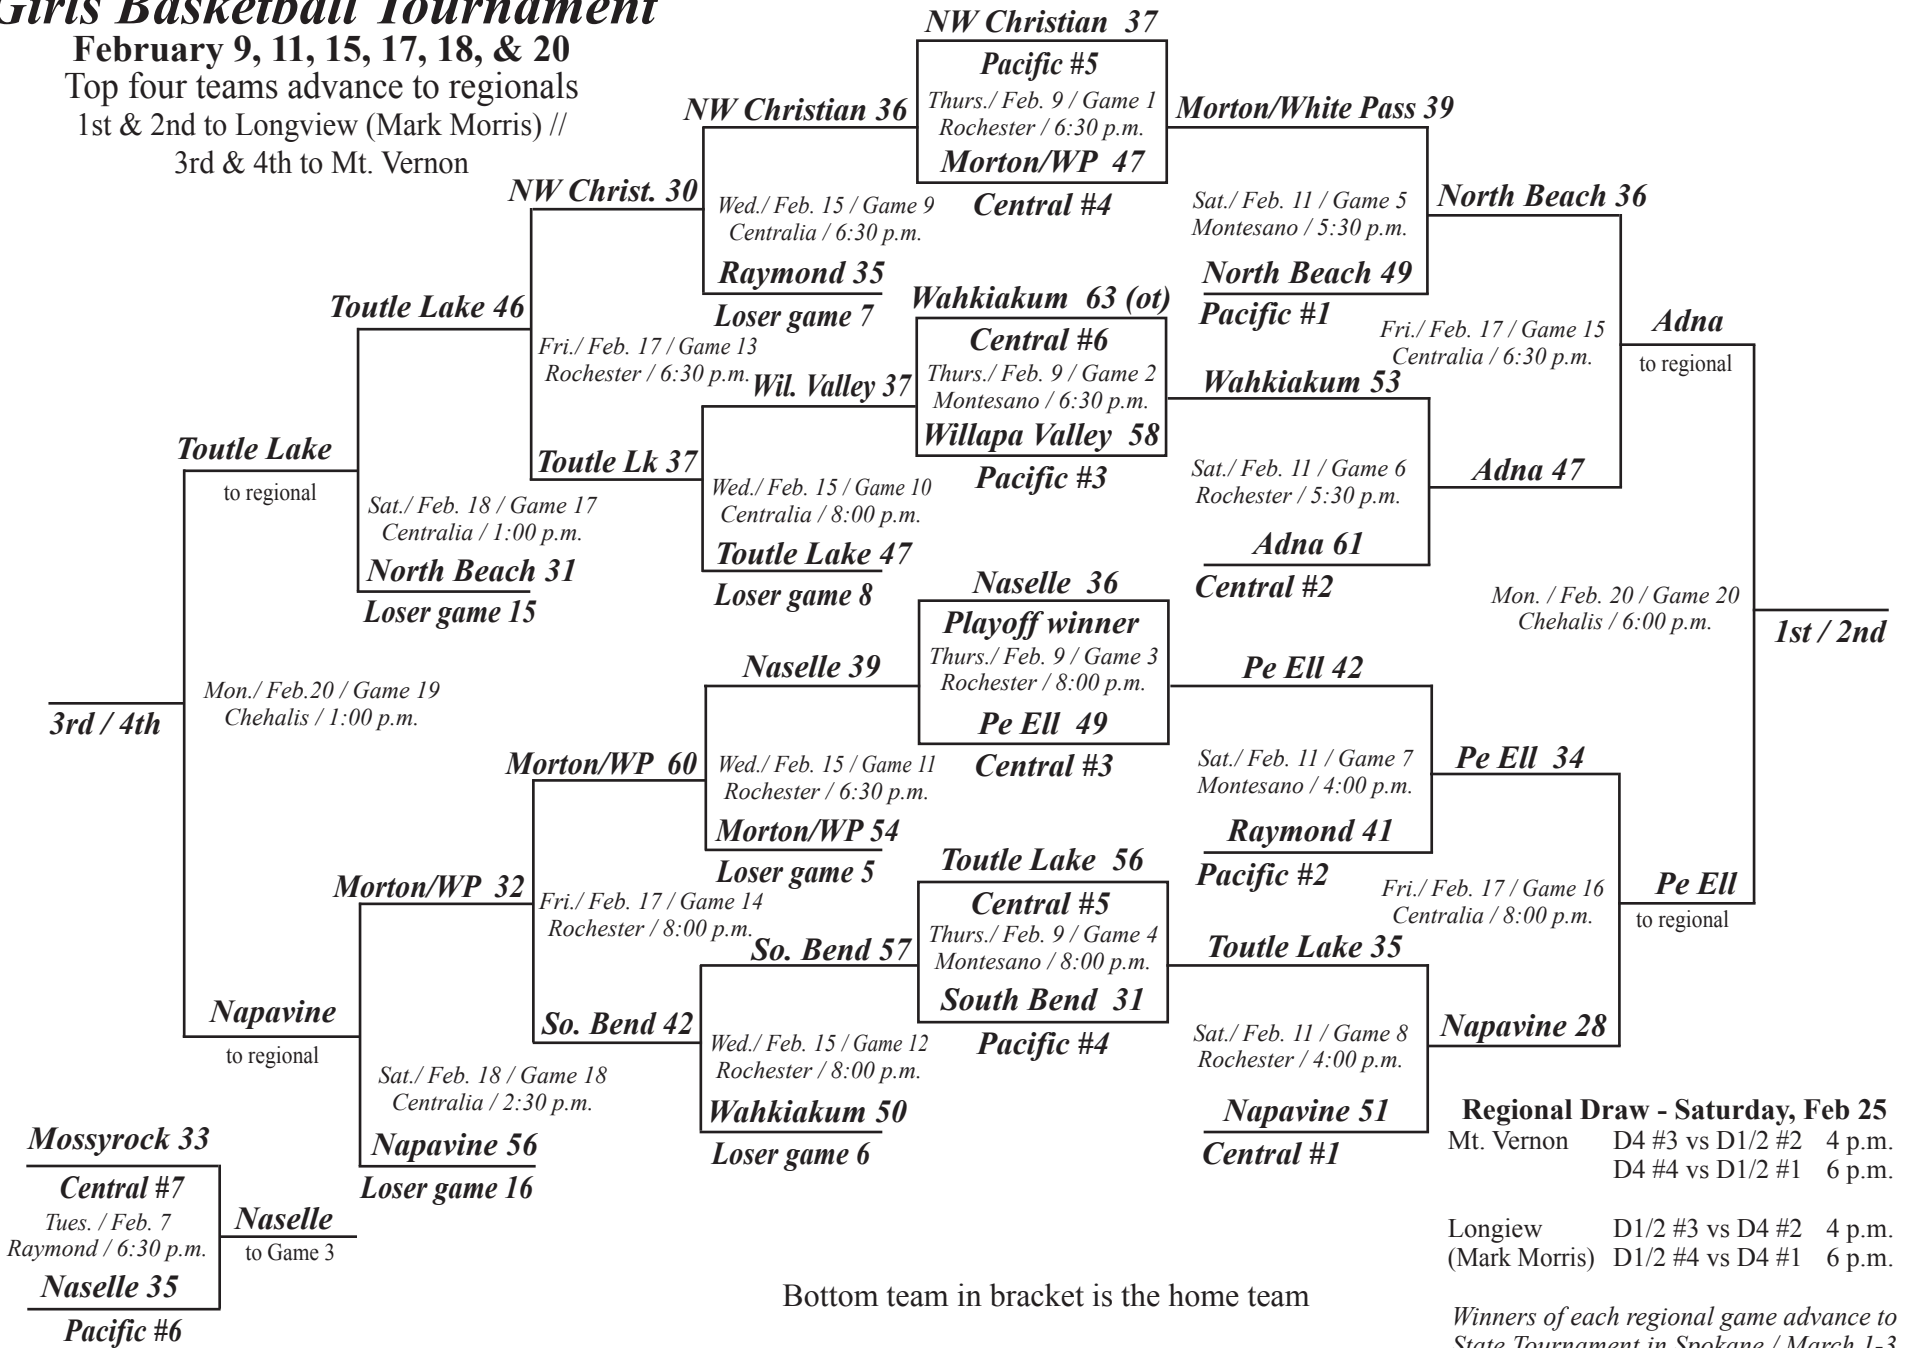 Girls Basketball Tournament
February 9, 11, 15, 17, 18, & 20
Top four teams advance to regionals
1st & 2nd to Longview (Mark Morris) //
3rd & 4th to Mt. Vernon
NW Christian 37
Pacific #5
Thurs./ Feb. 9 / Game 1
Rochester / 6:30 p.m.
Morton/WP 47
Central #4
NW Christian 36
Wed./ Feb. 15 / Game 9
Centralia / 6:30 p.m.
Raymond 35
Loser game 7
Morton/White Pass 39
Sat./ Feb. 11 / Game 5
Montesano / 5:30 p.m.
North Beach 49
Pacific #1
NW Christ. 30
Fri./ Feb. 17 / Game 13
Rochester / 6:30 p.m.
Toutle Lk 37
North Beach 36
Fri./ Feb. 17 / Game 15
Centralia / 6:30 p.m.
Adna 47
Wahkiakum 63 (ot)
Central #6
Thurs./ Feb. 9 / Game 2
Montesano / 6:30 p.m.
Willapa Valley 58
Pacific #3
Wil. Valley 37
Wed./ Feb. 15 / Game 10
Centralia / 8:00 p.m.
Toutle Lake 47
Loser game 8
Wahkiakum 53
Sat./ Feb. 11 / Game 6
Rochester / 5:30 p.m.
Adna 61
Central #2
Toutle Lake 46
Sat./ Feb. 18 / Game 17
Centralia / 1:00 p.m.
North Beach 31
Loser game 15
Adna
to regional
Toutle Lake
to regional
Mon./ Feb.20 / Game 19
Chehalis / 1:00 p.m.
3rd / 4th
Mon. / Feb. 20 / Game 20
Chehalis / 6:00 p.m.
1st / 2nd
Naselle 36
Playoff winner
Thurs./ Feb. 9 / Game 3
Rochester / 8:00 p.m.
Pe Ell 49
Central #3
Naselle 39
Wed./ Feb. 15 / Game 11
Rochester / 6:30 p.m.
Morton/WP 54
Loser game 5
Pe Ell 42
Sat./ Feb. 11 / Game 7
Montesano / 4:00 p.m.
Raymond 41
Pacific #2
Morton/WP 60
Fri./ Feb. 17 / Game 14
Rochester / 8:00 p.m.
So. Bend 42
Pe Ell 34
Fri./ Feb. 17 / Game 16
Centralia / 8:00 p.m.
Napavine 28
Toutle Lake 56
Central #5
Thurs./ Feb. 9 / Game 4
Montesano / 8:00 p.m.
South Bend 31
Pacific #4
So. Bend 57
Wed./ Feb. 15 / Game 12
Rochester / 8:00 p.m.
Wahkiakum 50
Loser game 6
Toutle Lake 35
Sat./ Feb. 11 / Game 8
Rochester / 4:00 p.m.
Napavine 51
Central #1
Morton/WP 32
Sat./ Feb. 18 / Game 18
Centralia / 2:30 p.m.
Napavine 56
Loser game 16
Pe Ell
to regional
Napavine
to regional
Mossyrock 33
Central #7
Tues. / Feb. 7
Raymond / 6:30 p.m.
Naselle 35
Pacific #6
Naselle
to Game 3
Bottom team in bracket is the home team
Regional Draw - Saturday, Feb 25
Mt. Vernon D4 #3 vs D1/2 #2 4 p.m.
D4 #4 vs D1/2 #1 6 p.m.
Longiew D1/2 #3 vs D4 #2 4 p.m.
(Mark Morris) D1/2 #4 vs D4 #1 6 p.m.
Winners of each regional game advance to
State Tournament in Spokane / March 1-3